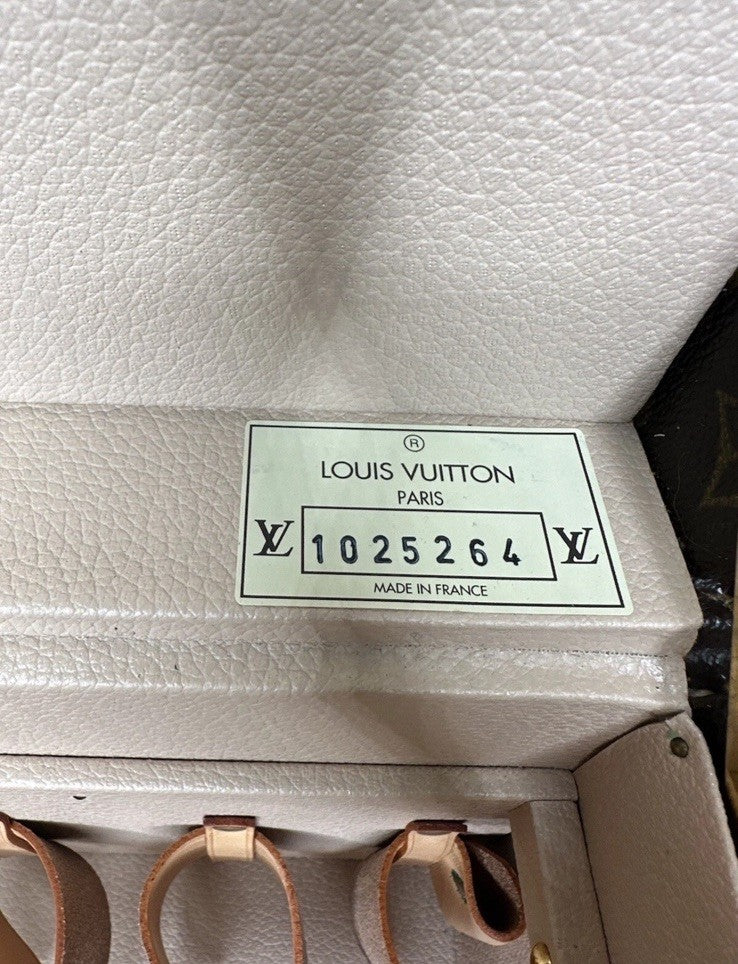 ®
LOUIS VUITTON
PARIS
LV 1025264 LV
MADE IN FRANCE